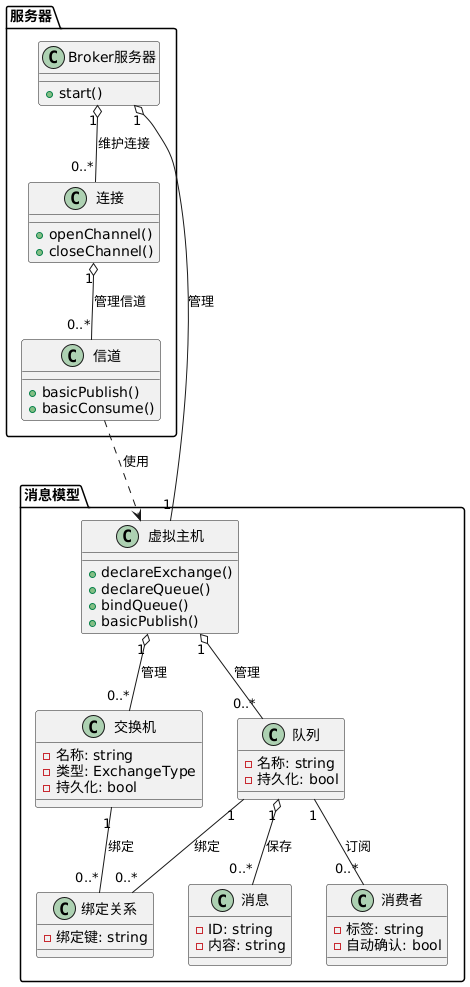 服务器
C Broker服务器
start()
1
1
维护连接
0..*
C 连接
openChannel()
closeChannel()
1
管理信道
管理
0..*
C 信道
basicPublish()
basicConsume()
使用
消息模型
1
C 虚拟主机
declareExchange()
declareQueue()
bindQueue()
basicPublish()
1
1
管理
管理
0..*
0..*
C 交换机
名称: string
类型: ExchangeType
持久化: bool
C 队列
名称: string
持久化: bool
1
1
1
1
绑定
绑定
保存
订阅
0..*
0..*
0..*
0..*
C 绑定关系
绑定键: string
C 消息
ID: string
内容: string
C 消费者
标签: string
自动确认: bool